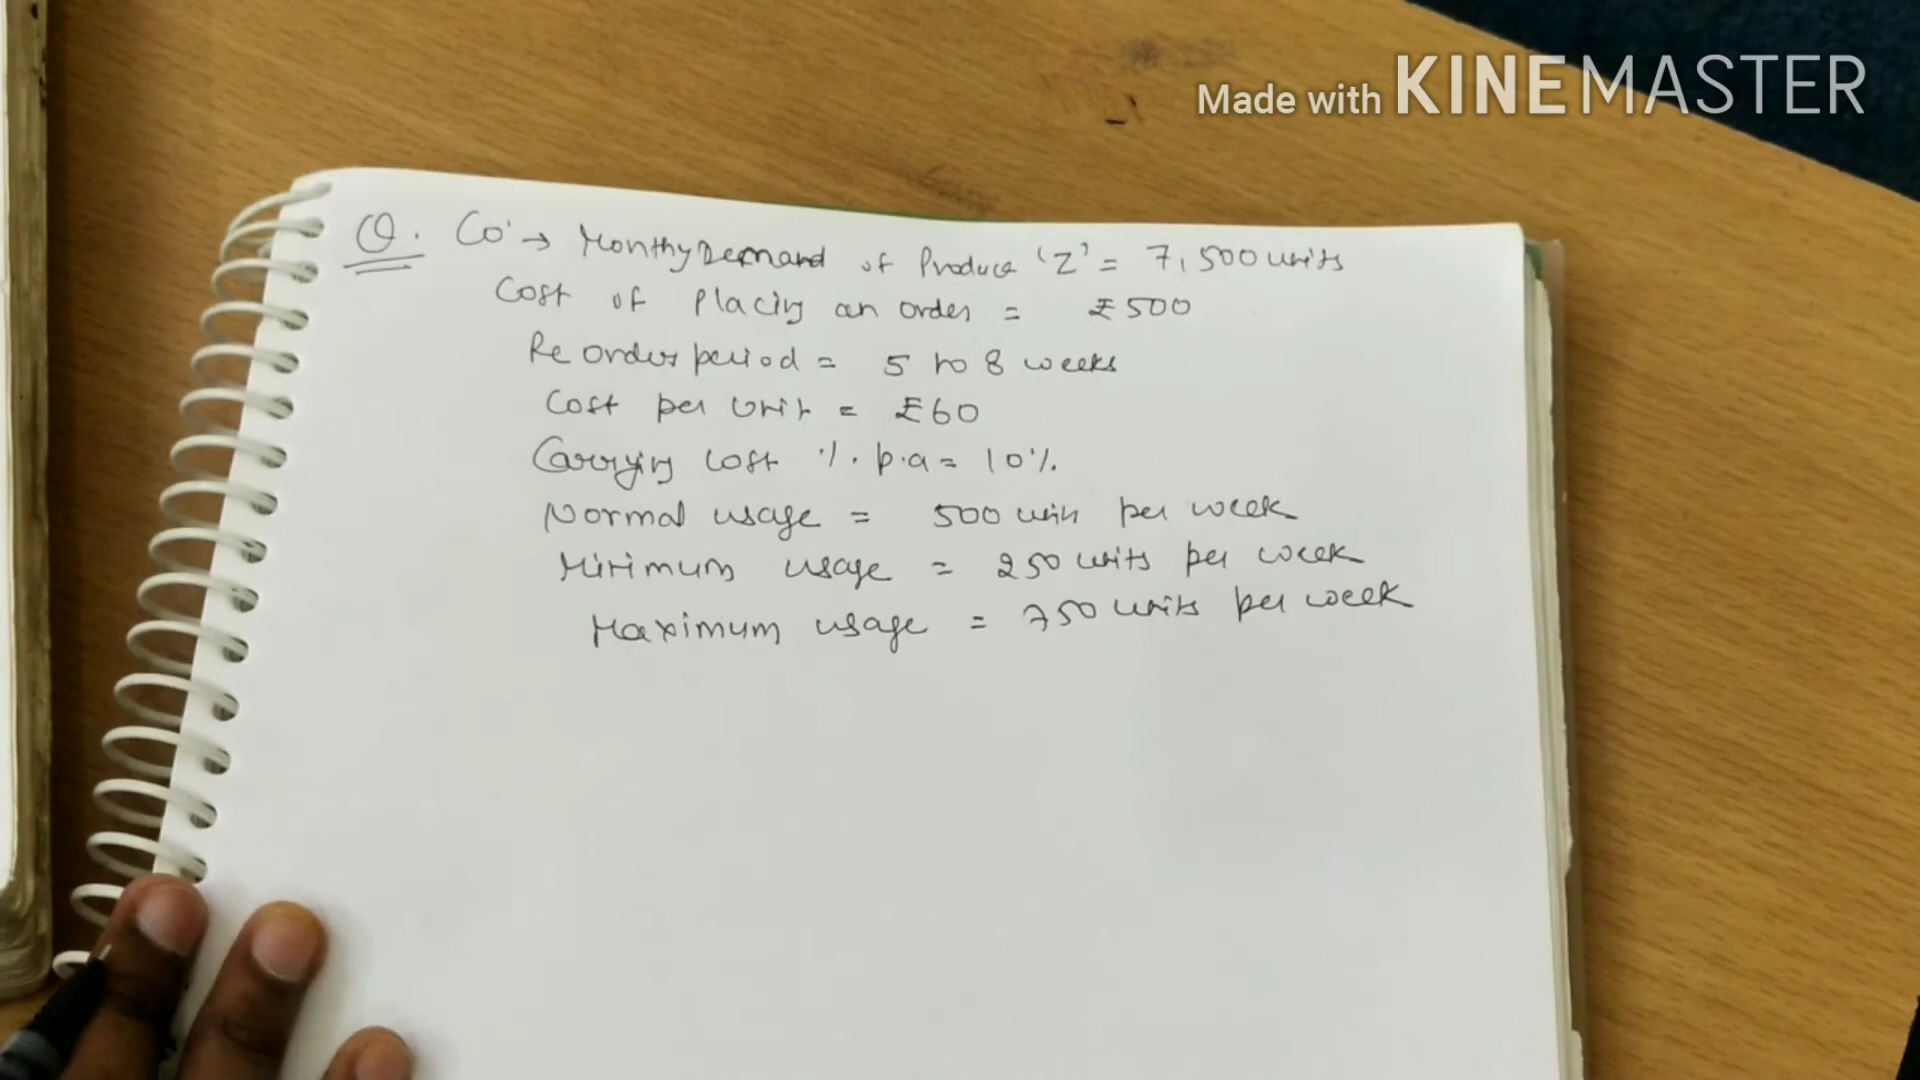 Made with KINEMASTER
Q. Co. → Monthy Demand of Produce 'Z' = 7,500 units
Cost of Placing an order = ₹500
Re order period = 5 to 8 weeks
Cost per unit = ₹60
Carrying cost %. p.a = 10%.
Normal usage = 500 units per week
Minimum usage = 250 units per week
Maximum usage = 750 units per week